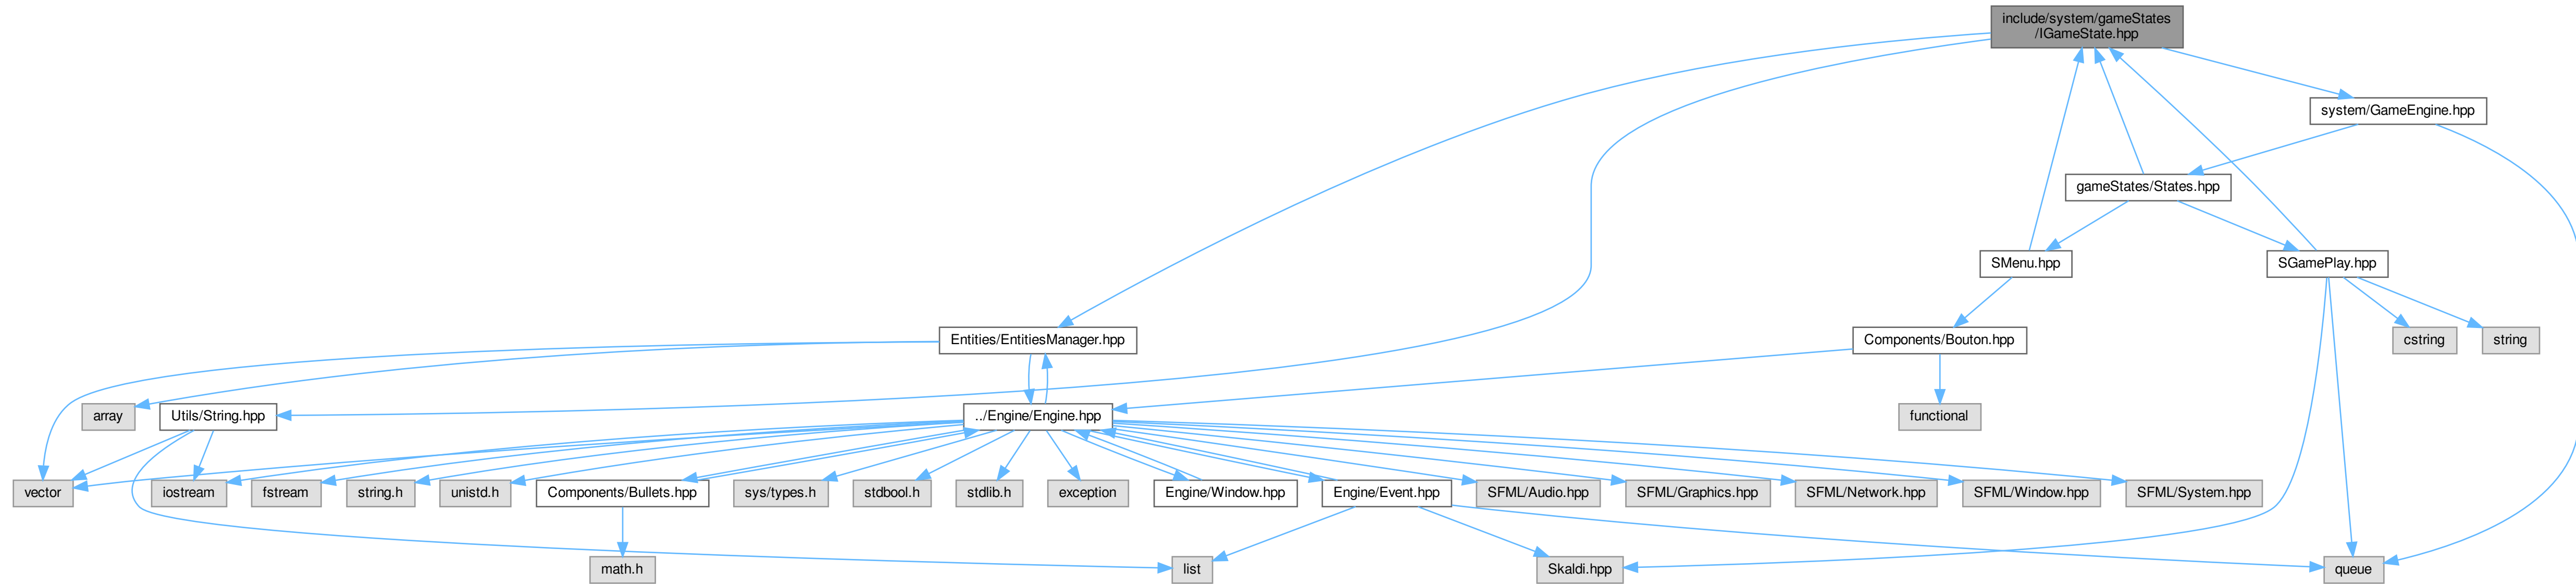 include/system/gameStates
/IGameState.hpp
system/GameEngine.hpp
gameStates/States.hpp
SMenu.hpp
SGamePlay.hpp
Entities/EntitiesManager.hpp
Components/Bouton.hpp
cstring
string
array
Utils/String.hpp
../Engine/Engine.hpp
functional
vector
iostream
fstream
string.h
unistd.h
Components/Bullets.hpp
sys/types.h
stdbool.h
stdlib.h
exception
Engine/Window.hpp
Engine/Event.hpp
SFML/Audio.hpp
SFML/Graphics.hpp
SFML/Network.hpp
SFML/Window.hpp
SFML/System.hpp
math.h
list
Skaldi.hpp
queue